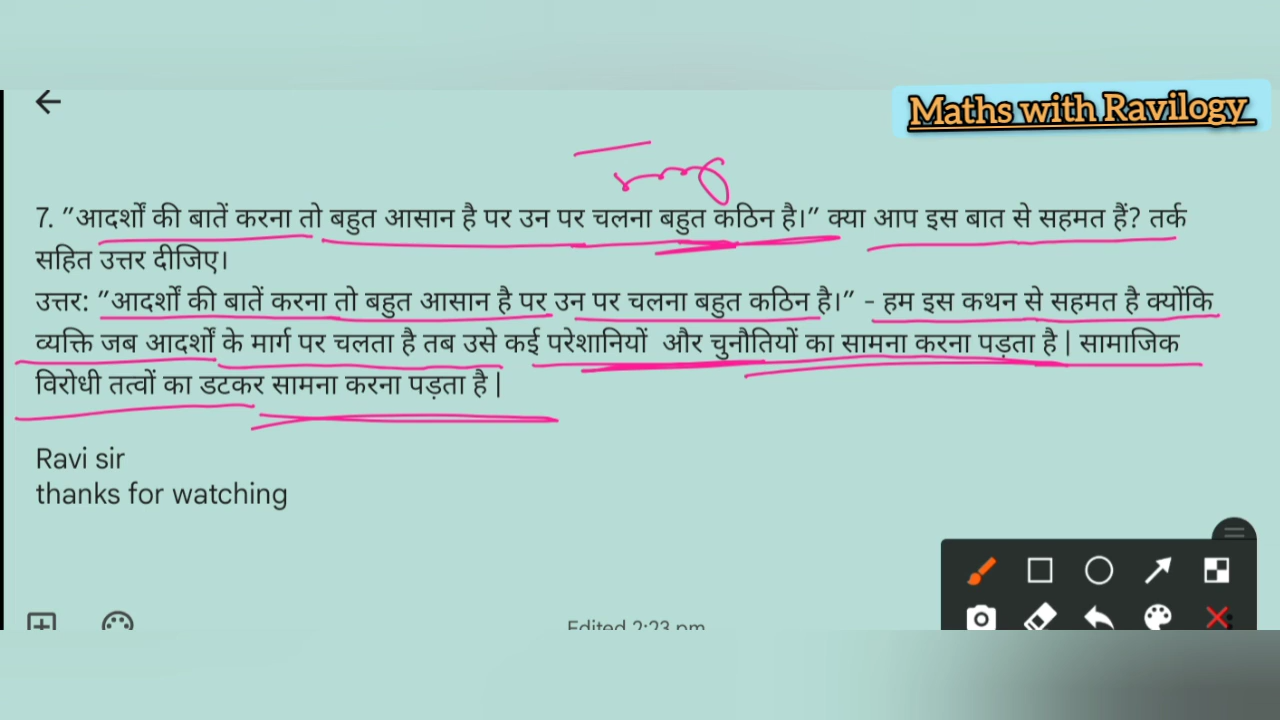 Maths with Ravilogy
7. "आदर्शों की बातें करना तो बहुत आसान है पर उन पर चलना बहुत कठिन है।" क्या आप इस बात से सहमत हैं? तर्क
सहित उत्तर दीजिए।
उत्तर: "आदर्शों की बातें करना तो बहुत आसान है पर उन पर चलना बहुत कठिन है।" - हम इस कथन से सहमत है क्योंकि
व्यक्ति जब आदर्शों के मार्ग पर चलता है तब उसे कई परेशानियों और चुनौतियों का सामना करना पड़ता है | सामाजिक
विरोधी तत्वों का डटकर सामना करना पड़ता है |
Ravi sir
thanks for watching
Edited 2:23 pm